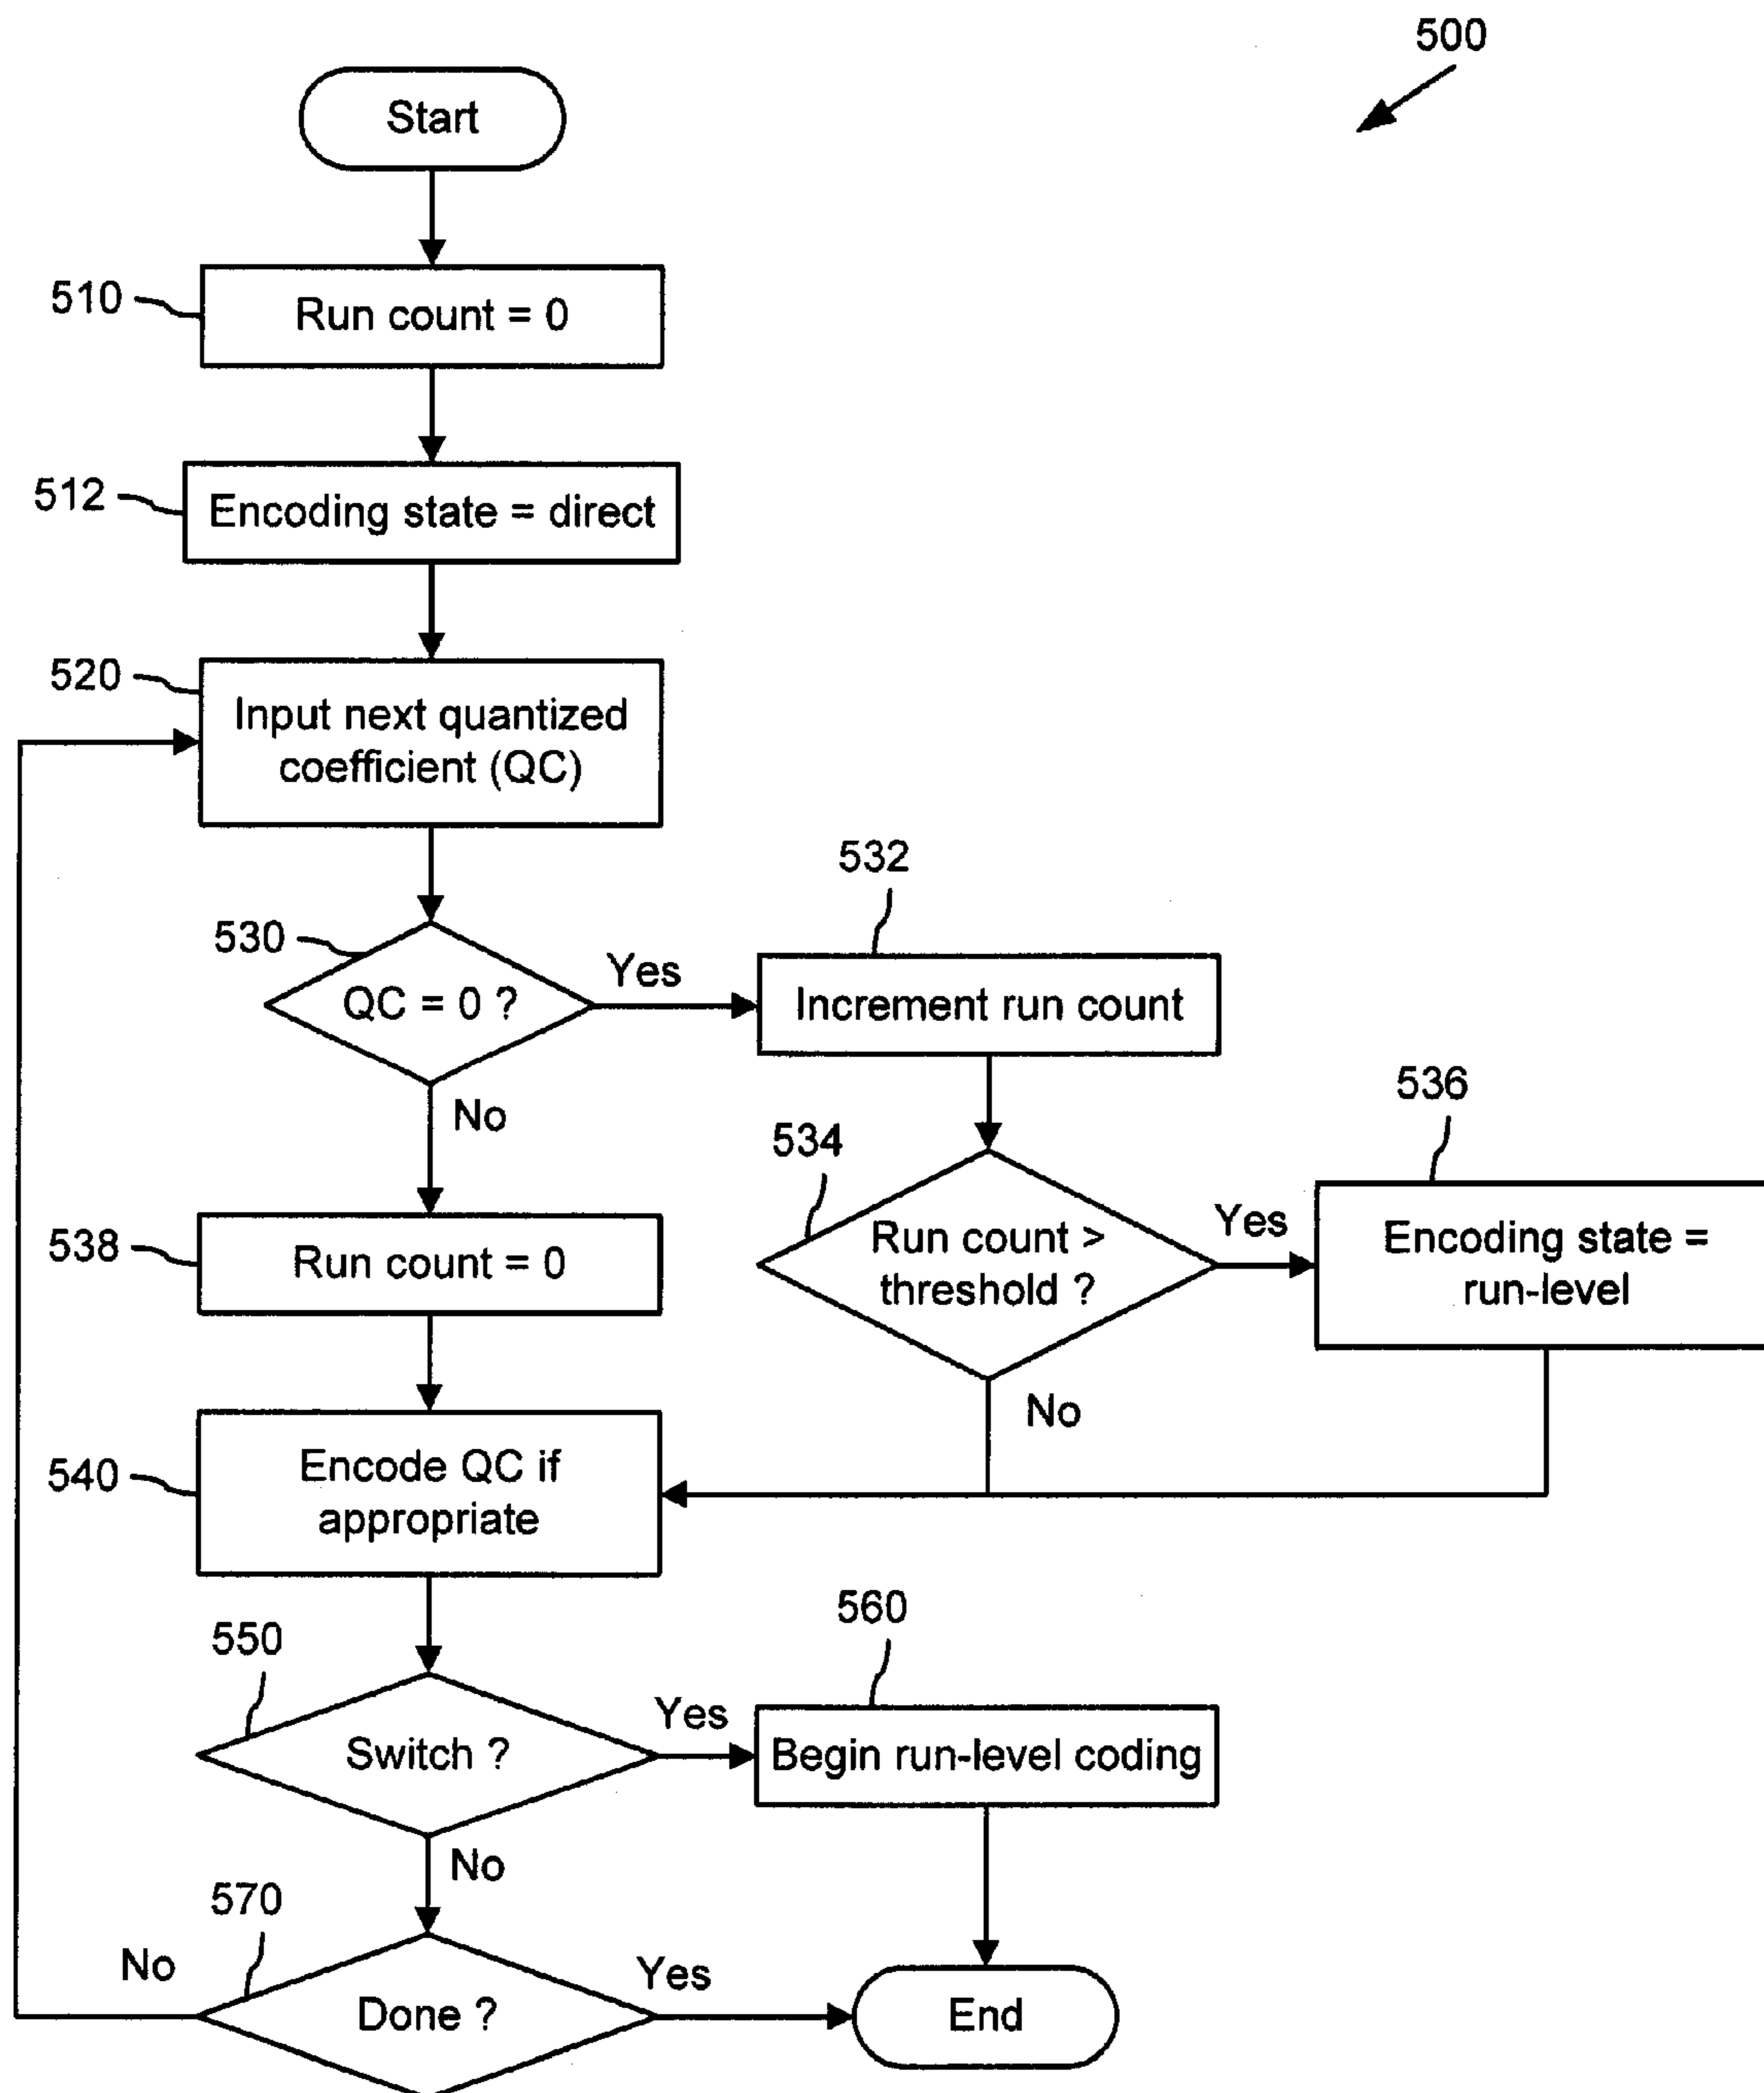 500
Start
510
Run count = 0
512
Encoding state = direct
520
Input next quantized
coefficient (QC)
530
QC = 0 ?
Yes
No
532
Increment run count
534
Run count >
threshold ?
Yes
No
536
Encoding state =
run-level
538
Run count = 0
540
Encode QC if
appropriate
550
Switch ?
Yes
No
560
Begin run-level coding
570
Done ?
No
Yes
End